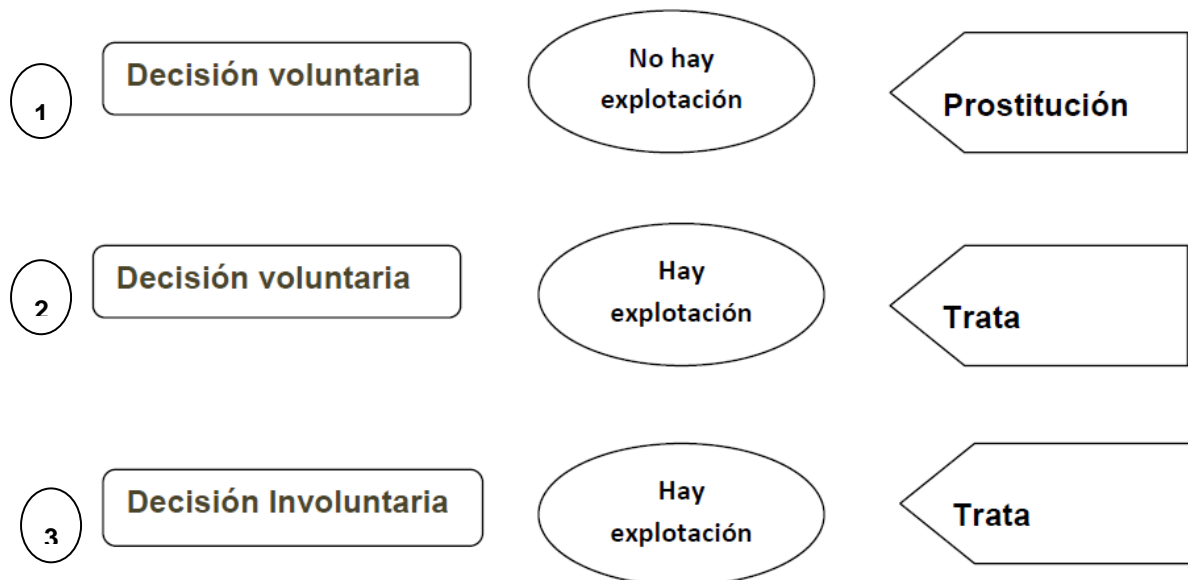 1
Decisión voluntaria
No hay
explotación
Prostitución
2
Decisión voluntaria
Hay
explotación
Trata
3
Decisión Involuntaria
Hay
explotación
Trata